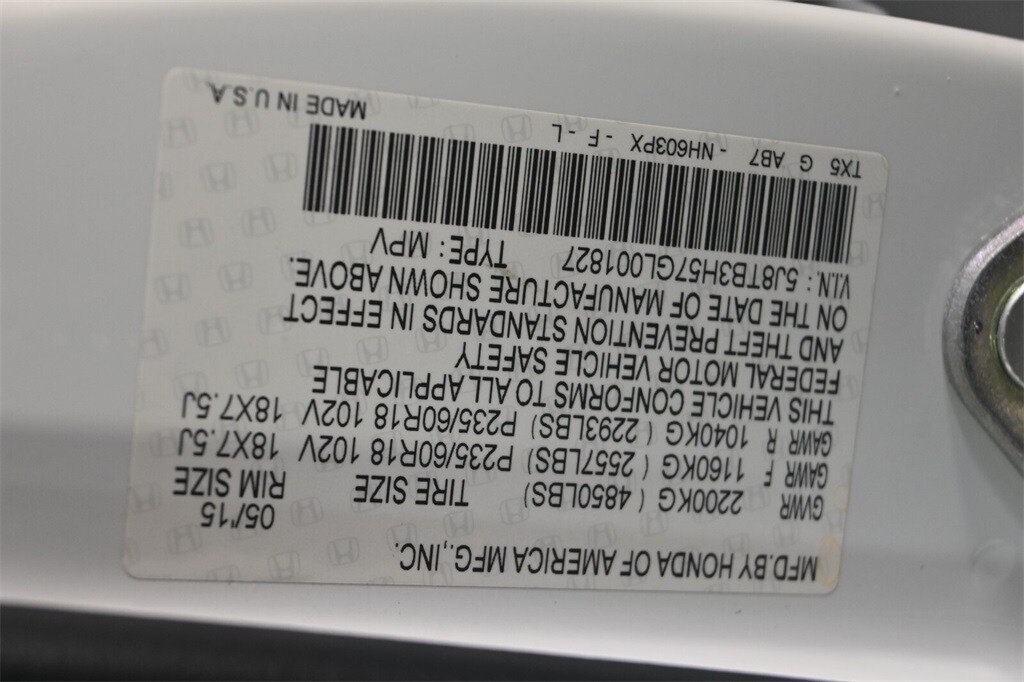 MFD.BY HONDA OF AMERICA MFG.,INC.
05/'15
GVWR 2200KG ( 4850LBS) TIRE SIZE RIM SIZE
GAWR F 1160KG ( 2557LBS) P235/60R18 102V 18X7.5J
GAWR R 1040KG ( 2293LBS) P235/60R18 102V 18X7.5J
THIS VEHICLE CONFORMS TO ALL APPLICABLE
FEDERAL MOTOR VEHICLE SAFETY
AND THEFT PREVENTION STANDARDS IN EFFECT
ON THE DATE OF MANUFACTURE SHOWN ABOVE.
V.I.N. : 5J8TB3H57GL001827 TYPE : MPV
TX5 G AB7 - NH603PX - F - L
MADE IN U.S.A